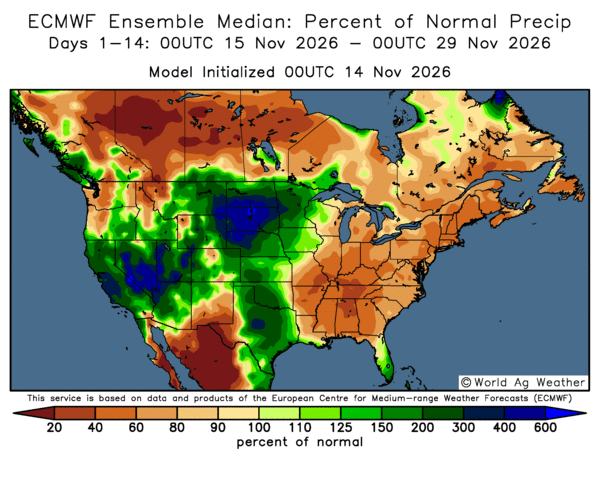 ECMWF Ensemble Median: Percent of Normal Precip
Days 1-14: 00UTC 15 Nov 2026 - 00UTC 29 Nov 2026
Model Initialized 00UTC 14 Nov 2026
© World Ag Weather
This service is based on data and products of the European Centre for Medium-range Weather Forecasts (ECMWF)
20 40 60 80 90 100 110 125 150 200 300 400 600
percent of normal